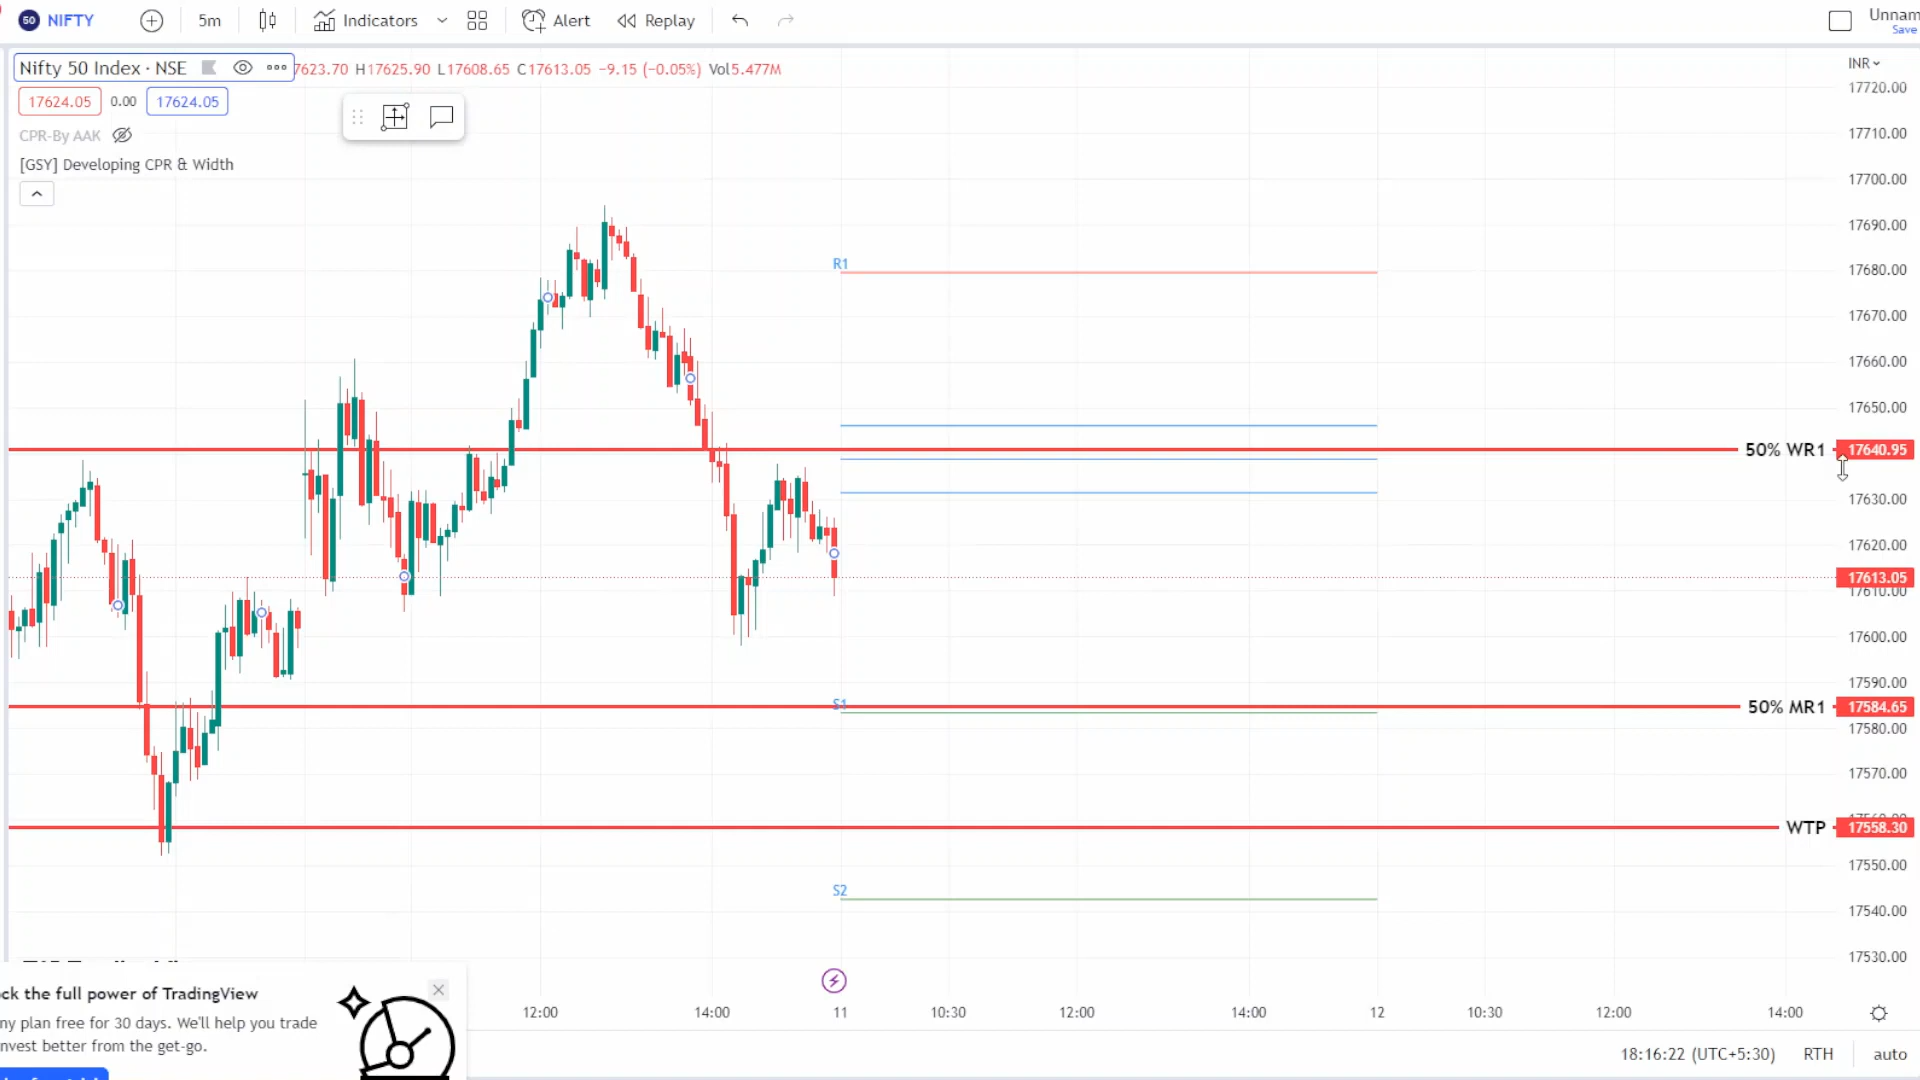 50 NIFTY 5m Indicators Alert Replay Unnam
Save
Nifty 50 Index · NSE 7623.70 H17625.90 L17608.65 C17613.05 −9.15 (−0.05%) Vol5.477M INR
17624.05 0.00 17624.05
CPR-By AAK
[GSY] Developing CPR & Width
17720.00
17710.00
17700.00
17690.00
R1
17680.00
17670.00
17660.00
17650.00
50% WR1 17640.95
17630.00
17620.00
17613.05
17610.00
17600.00
17590.00
S1 50% MR1 17584.65
17580.00
17570.00
WTP 17558.30
17550.00
S2
17540.00
17530.00
ck the full power of TradingView
ny plan free for 30 days. We'll help you trade
nvest better from the get-go.
12:00 14:00 11 10:30 12:00 14:00 12 10:30 12:00 14:00
18:16:22 (UTC+5:30) RTH auto